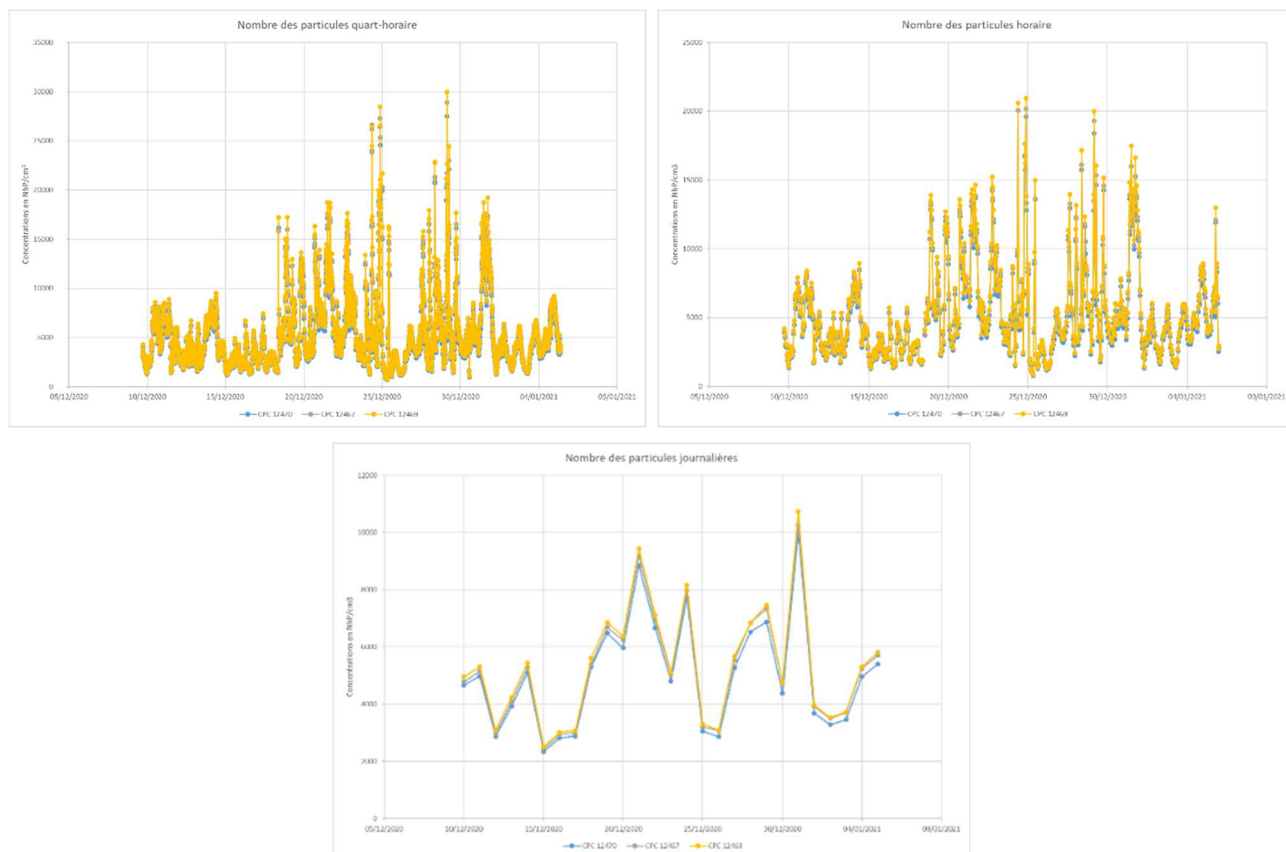 Nombre des particules quart-horaire
35000
30000
25000
20000
15000
10000
5000
0
Concentrations en NbP/cm³
05/12/2020 10/12/2020 15/12/2020 20/12/2020 25/12/2020 30/12/2020 04/01/2021 09/01/2021
CPC 12470 CPC 12467 CPC 12469
Nombre des particules horaire
25000
20000
15000
10000
5000
0
Concentrations en NbP/cm3
05/12/2020 10/12/2020 15/12/2020 20/12/2020 25/12/2020 30/12/2020 04/01/2021 09/01/2021
CPC 12470 CPC 12467 CPC 12469
Nombre des particules journalières
12000
10000
8000
6000
4000
2000
0
Concentrations en NbP/cm3
05/12/2020 10/12/2020 15/12/2020 20/12/2020 25/12/2020 30/12/2020 04/01/2021 09/01/2021
CPC 12470 CPC 12467 CPC 12469